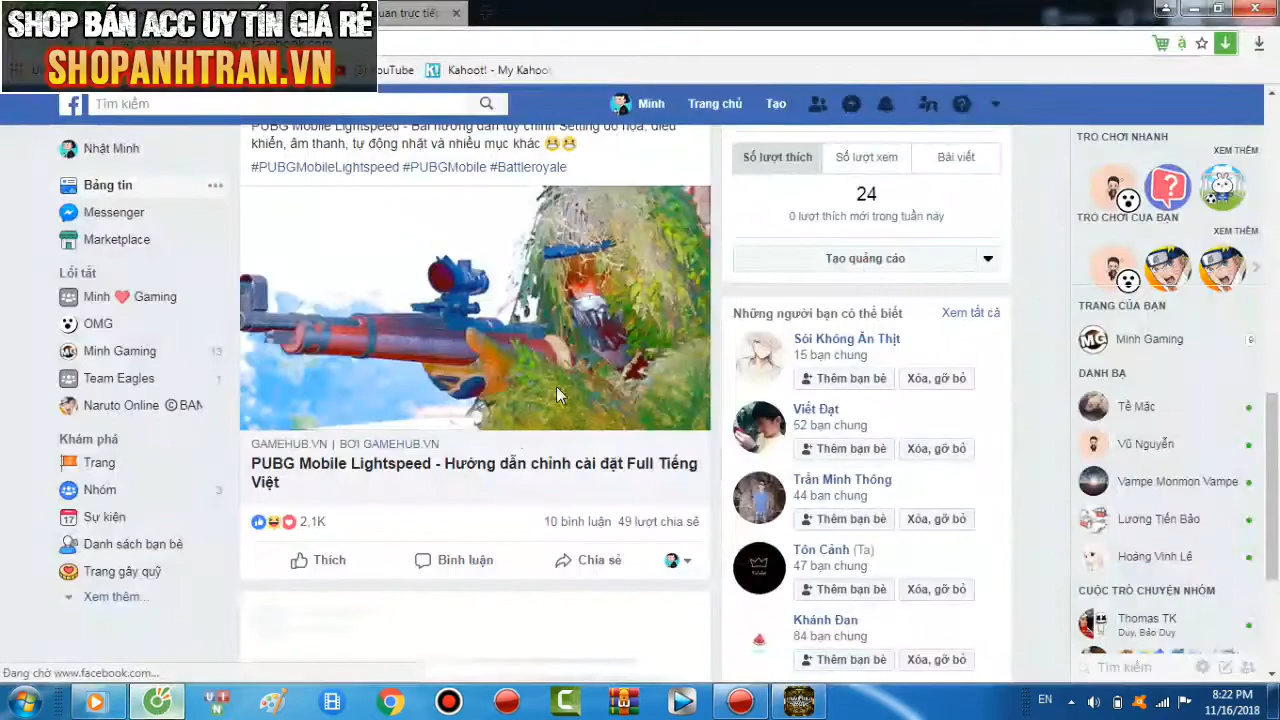 SHOP BÁN ACC UY TÍN GIÁ RẺ
SHOPANHTRAN.VN
uan trực tiế
YouTube
Kahoot! - My Kahoo
Tìm kiếm
Minh
Trang chủ
Tạo
Nhật Minh
Bảng tin
Messenger
Marketplace
Lối tắt
Minh ❤️ Gaming
OMG
Minh Gaming 13
Team Eagles 1
Naruto Online ©BAN
Khám phá
Trang
Nhóm 3
Sự kiện
Danh sách bạn bè
Trang gây quỹ
Xem thêm...
PUBG Mobile Lightspeed - Bài hướng dẫn tùy chỉnh Setting đồ họa, điều
khiển, âm thanh, tự động nhặt và nhiều mục khác 😆😆
#PUBGMobileLightspeed #PUBGMobile #Battleroyale
GAMEHUB.VN | BỞI GAMEHUB.VN
PUBG Mobile Lightspeed - Hướng dẫn chỉnh cài đặt Full Tiếng
Việt
2,1K
10 bình luận 49 lượt chia sẻ
Thích
Bình luận
Chia sẻ
Số lượt thích
Số lượt xem
Bài viết
24
0 lượt thích mới trong tuần này
Tạo quảng cáo
Những người bạn có thể biết
Xem tất cả
Sói Không Ăn Thịt
15 bạn chung
Thêm bạn bè
Xóa, gỡ bỏ
Viết Đạt
52 bạn chung
Thêm bạn bè
Xóa, gỡ bỏ
Trần Minh Thông
44 bạn chung
Thêm bạn bè
Xóa, gỡ bỏ
Tôn Cảnh (Ta)
47 bạn chung
Thêm bạn bè
Xóa, gỡ bỏ
Khánh Đan
84 bạn chung
Thêm bạn bè
Xóa, gỡ bỏ
TRÒ CHƠI NHANH
XEM THÊM
TRÒ CHƠI CỦA BẠN
XEM THÊM
TRANG CỦA BẠN
Minh Gaming
DANH BẠ
Tề Mặc
Vũ Nguyễn
Vampe Monmon Vampe
Lương Tiến Bảo
Hoàng Vinh Lê
CUỘC TRÒ CHUYỆN NHÓM
Thomas TK
Duy, Bảo Duy
Tìm kiếm
Đang chờ www.facebook.com...
EN
8:22 PM
11/16/2018